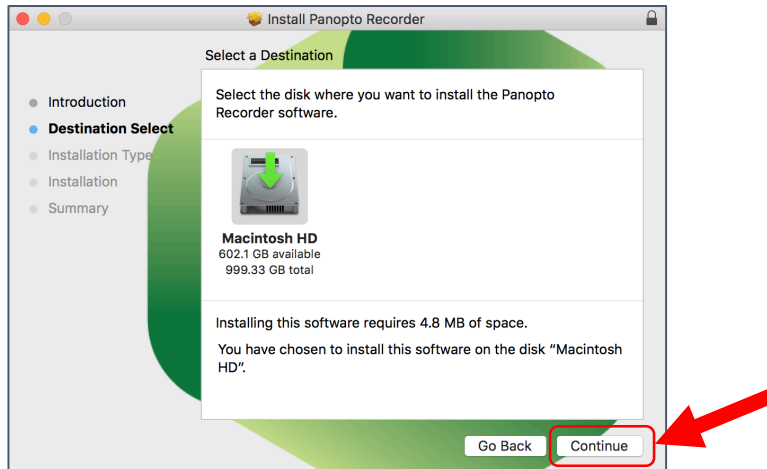 Install Panopto Recorder
Select a Destination
Introduction
Destination Select
Installation Type
Installation
Summary
Select the disk where you want to install the Panopto
Recorder software.
Macintosh HD
602.1 GB available
999.33 GB total
Installing this software requires 4.8 MB of space.
You have chosen to install this software on the disk “Macintosh
HD”.
Go Back
Continue